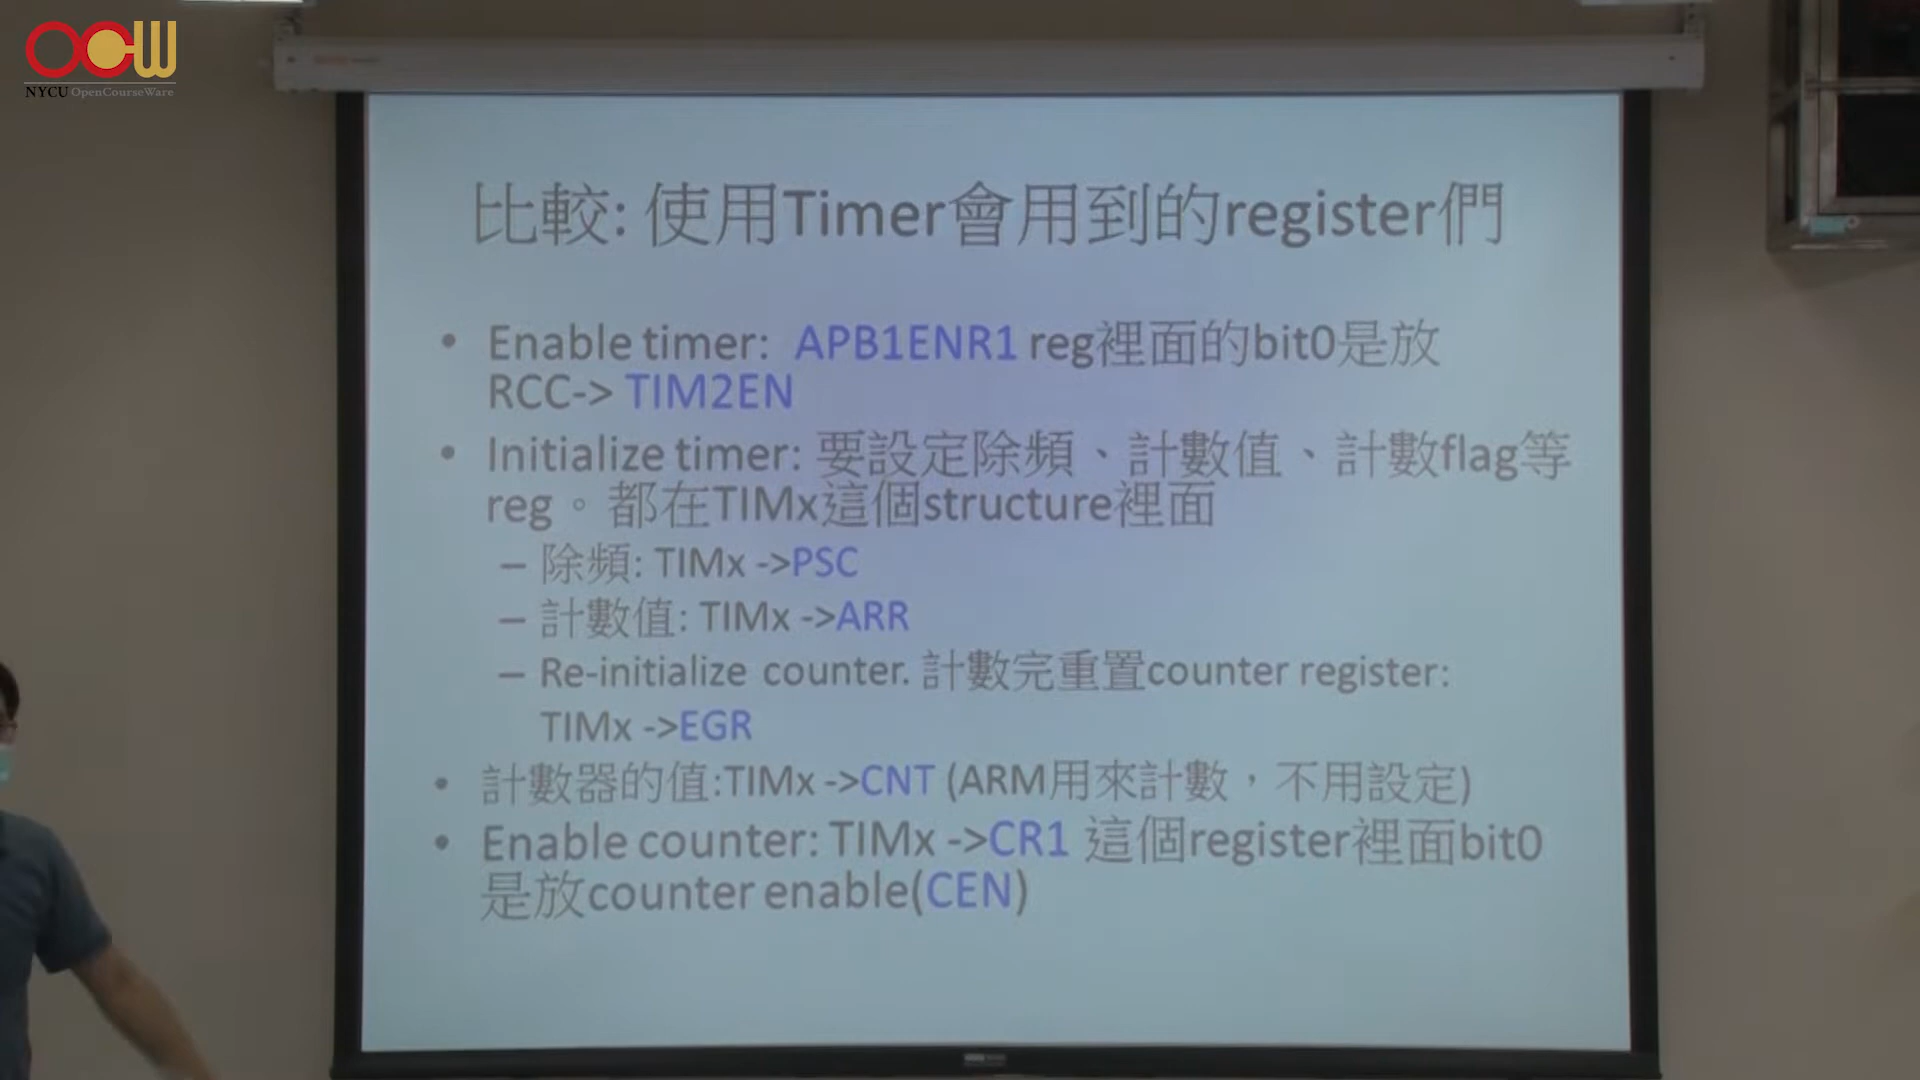 OCW
NYCU OpenCourseWare
比較: 使用Timer會用到的register們
• Enable timer: APB1ENR1 reg裡面的bit0是放
RCC-> TIM2EN
• Initialize timer: 要設定除頻、計數值、計數flag等
reg。都在TIMx這個structure裡面
– 除頻: TIMx ->PSC
– 計數值: TIMx ->ARR
– Re-initialize counter. 計數完重置counter register:
TIMx ->EGR
• 計數器的值:TIMx ->CNT (ARM用來計數，不用設定)
• Enable counter: TIMx ->CR1 這個register裡面bit0
是放counter enable(CEN)